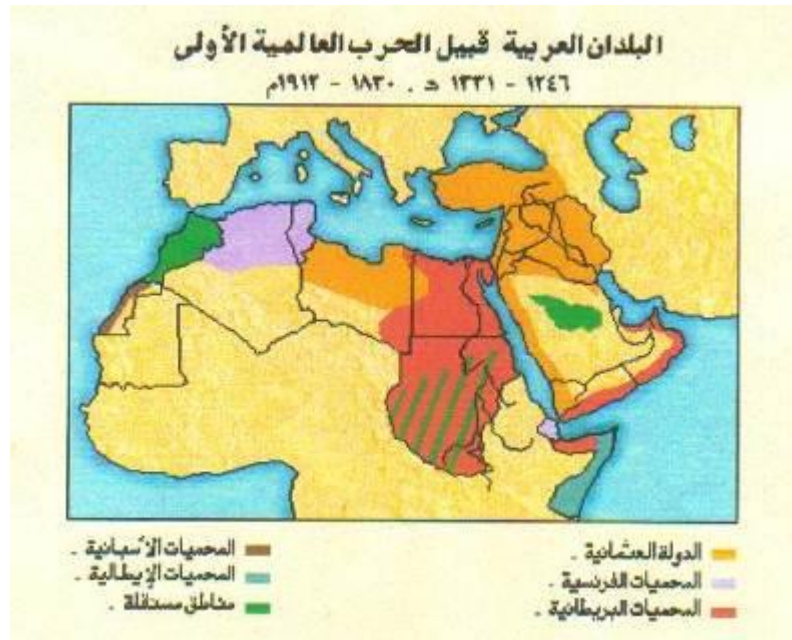 البلدان العربية قبيل الحرب العالمية الأولى
١٢٤٦ - ١٣٣١ هـ . ١٨٣٠ - ١٩١٢م
الدولة العثمانية .
المحميات الفرنسية .
المحميات البريطانية .
المحميات الأسبانية .
المحميات الإيطالية .
مناطق مستقلة .